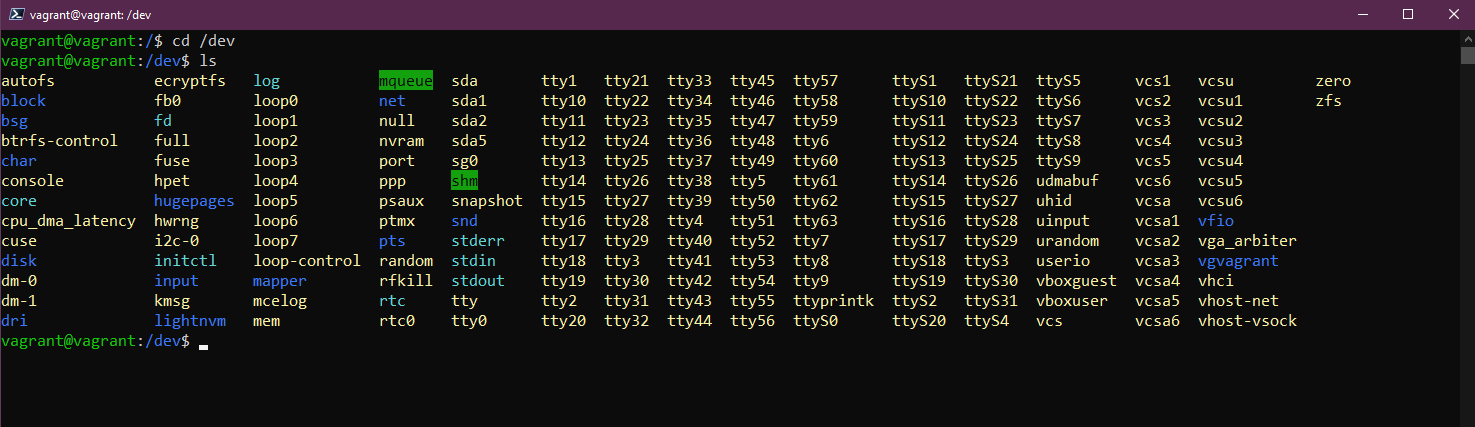 vagrant@vagrant: /dev
vagrant@vagrant:/$ cd /dev
vagrant@vagrant:/dev$ ls
autofs ecryptfs log mqueue sda tty1 tty21 tty33 tty45 tty57 ttyS1 ttyS21 ttyS5 vcs1 vcsu zero
block fb0 loop0 net sda1 tty10 tty22 tty34 tty46 tty58 ttyS10 ttyS22 ttyS6 vcs2 vcsu1 zfs
bsg fd loop1 null sda2 tty11 tty23 tty35 tty47 tty59 ttyS11 ttyS23 ttyS7 vcs3 vcsu2
btrfs-control full loop2 nvram sda5 tty12 tty24 tty36 tty48 tty6 ttyS12 ttyS24 ttyS8 vcs4 vcsu3
char fuse loop3 port sg0 tty13 tty25 tty37 tty49 tty60 ttyS13 ttyS25 ttyS9 vcs5 vcsu4
console hpet loop4 ppp shm tty14 tty26 tty38 tty5 tty61 ttyS14 ttyS26 udmabuf vcs6 vcsu5
core hugepages loop5 psaux snapshot tty15 tty27 tty39 tty50 tty62 ttyS15 ttyS27 uhid vcsa vcsu6
cpu_dma_latency hwrng loop6 ptmx snd tty16 tty28 tty4 tty51 tty63 ttyS16 ttyS28 uinput vcsa1 vfio
cuse i2c-0 loop7 pts stderr tty17 tty29 tty40 tty52 tty7 ttyS17 ttyS29 urandom vcsa2 vga_arbiter
disk initctl loop-control random stdin tty18 tty3 tty41 tty53 tty8 ttyS18 ttyS3 userio vcsa3 vgvagrant
dm-0 input mapper rfkill stdout tty19 tty30 tty42 tty54 tty9 ttyS19 ttyS30 vboxguest vcsa4 vhci
dm-1 kmsg mcelog rtc tty tty2 tty31 tty43 tty55 ttyprintk ttyS2 ttyS31 vboxuser vcsa5 vhost-net
dri lightnvm mem rtc0 tty0 tty20 tty32 tty44 tty56 ttyS0 ttyS20 ttyS4 vcs vcsa6 vhost-vsock
vagrant@vagrant:/dev$